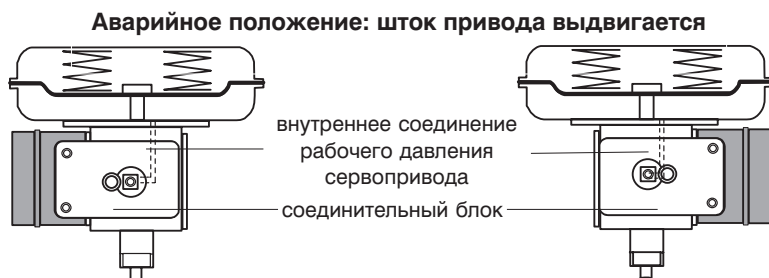 Аварийное положение: шток привода выдвигается
внутреннее соединение
рабочего давления
сервопривода
соединительный блок